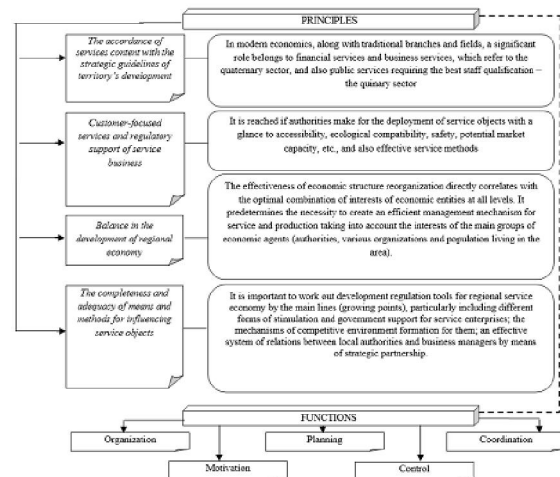 PRINCIPLES
The accordance of
services content with the
strategic guidelines of
territory's development
In modern economics, along with traditional branches and fields, a significant
role belongs to financial services and business services, which refer to the
quaternary sector, and also public services requiring the best staff qualification –
the quinary sector
Customer-focused
services and regulatory
support of service
business
It is reached if authorities make for the deployment of service objects with a
glance to accessibility, ecological compatibility, safety, potential market
capacity, etc., and also effective service methods
Balance in the
development of regional
economy
The effectiveness of economic structure reorganization directly correlates with
the optimal combination of interests of economic entities at all levels. It
predetermines the necessity to create an efficient management mechanism for
service and production taking into account the interests of the main groups of
economic agents (authorities, various organizations and population living in the
area).
The completeness and
adequacy of means and
methods for influencing
service objects
It is important to work out development regulation tools for regional service
economy by the main lines (growing points), particularly including different
forms of stimulation and government support for service enterprises; the
mechanisms of competitive environment formation for them; an effective
system of relations between local authorities and business managers by means
of strategic partnership.
FUNCTIONS
Organization
Planning
Coordination
Motivation
Control